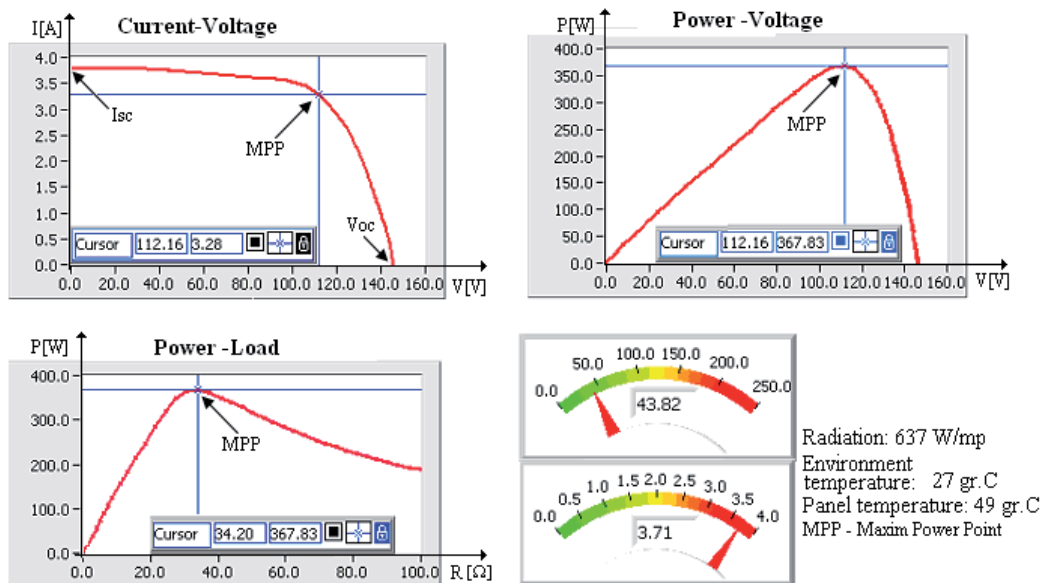 I[A]
Current-Voltage
4.0
3.5
3.0
2.5
2.0
1.5
1.0
0.5
0.0
Isc
MPP
Voc
Cursor 112.16 3.28
0.0 20.0 40.0 60.0 80.0 100.0 120.0 140.0 160.0
V[V]
P[W]
Power -Voltage
400.0
350.0
300.0
250.0
200.0
150.0
100.0
50.0
0.0
MPP
Cursor 112.16 367.83
0.0 20.0 40.0 60.0 80.0 100.0 120.0 140.0 160.0
V[V]
P[W]
Power -Load
400.0
300.0
200.0
100.0
0.0
MPP
Cursor 34.20 367.83
0.0 20.0 40.0 60.0 80.0 100.0
R[Ω]
0.0 50.0 100.0 150.0 200.0 250.0
43.82
0.0 0.5 1.0 1.5 2.0 2.5 3.0 3.5 4.0
3.71
Radiation: 637 W/mp
Environment
temperature: 27 gr.C
Panel temperature: 49 gr.C
MPP - Maxim Power Point